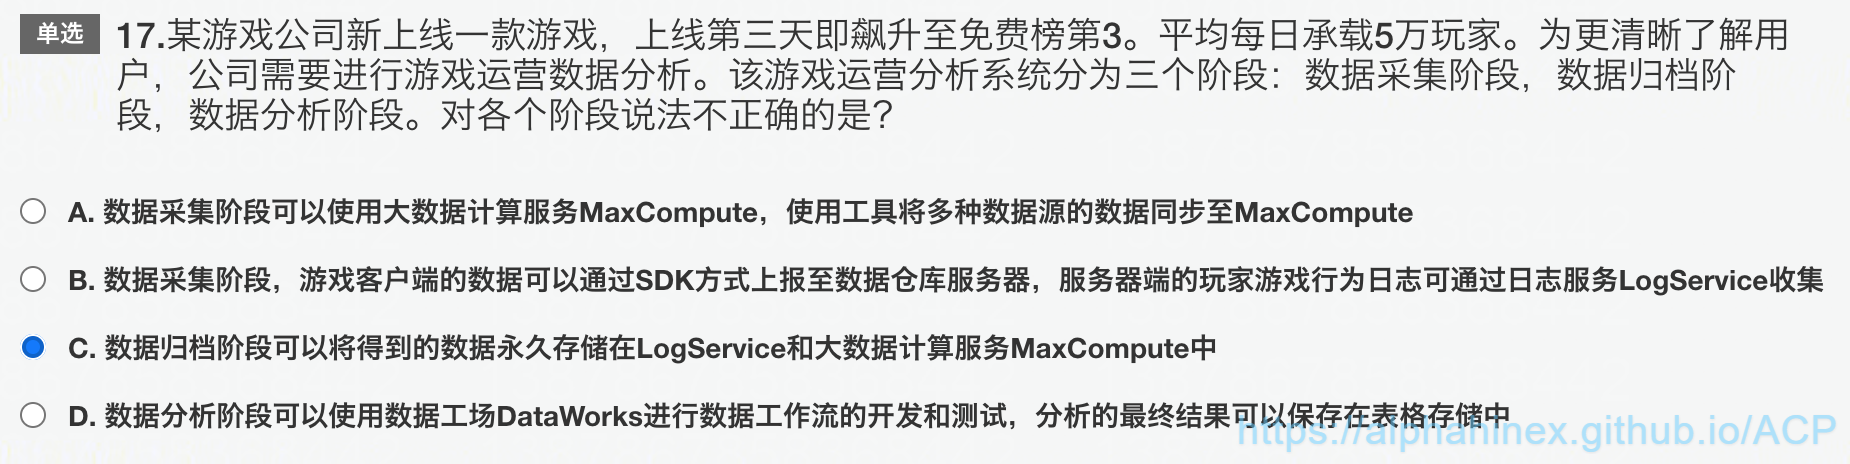 单选 17.某游戏公司新上线一款游戏，上线第三天即飙升至免费榜第3。平均每日承载5万玩家。为更清晰了解用
户，公司需要进行游戏运营数据分析。该游戏运营分析系统分为三个阶段：数据采集阶段，数据归档阶
段，数据分析阶段。对各个阶段说法不正确的是？
A. 数据采集阶段可以使用大数据计算服务MaxCompute，使用工具将多种数据源的数据同步至MaxCompute
B. 数据采集阶段，游戏客户端的数据可以通过SDK方式上报至数据仓库服务器，服务器端的玩家游戏行为日志可通过日志服务LogService收集
C. 数据归档阶段可以将得到的数据永久存储在LogService和大数据计算服务MaxCompute中
D. 数据分析阶段可以使用数据工场DataWorks进行数据工作流的开发和测试，分析的最终结果可以保存在表格存储中
https://alphahinex.github.io/ACP